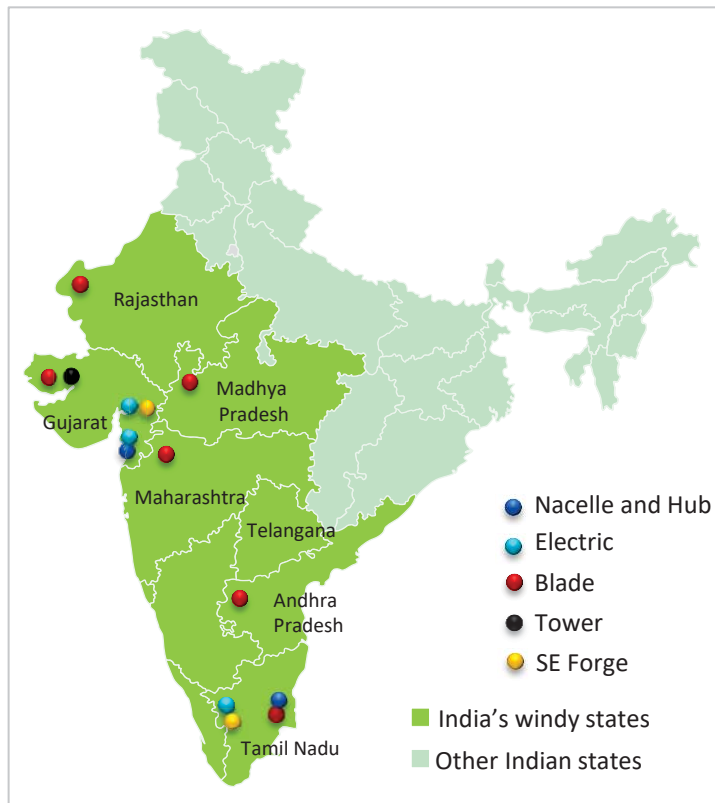 Rajasthan
Madhya
Pradesh
Gujarat
Maharashtra
Telangana
Andhra
Pradesh
Tamil Nadu
Nacelle and Hub
Electric
Blade
Tower
SE Forge
India’s windy states
Other Indian states